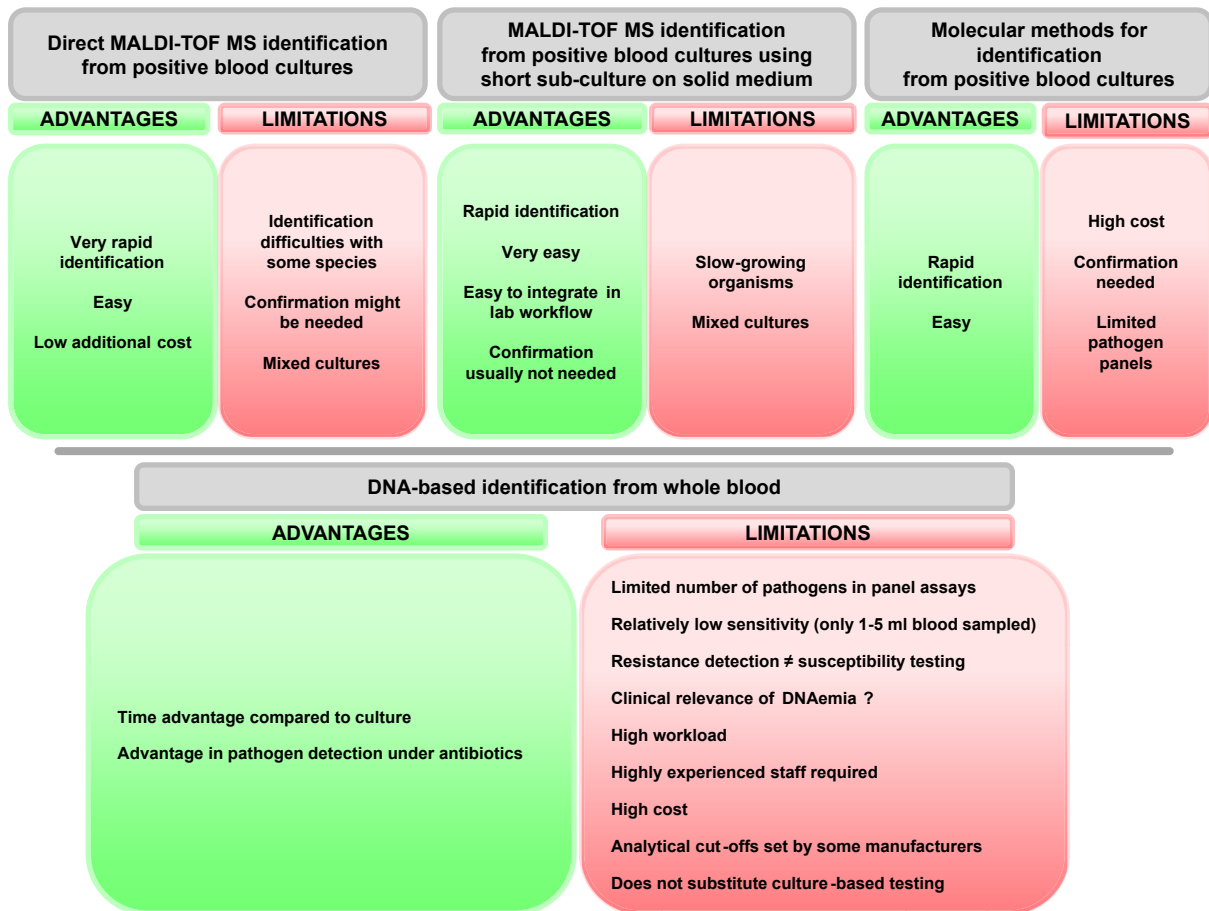 Direct MALDI-TOF MS identification
from positive blood cultures
ADVANTAGES
LIMITATIONS
Very rapid
identification
Easy
Low additional cost
Identification
difficulties with
some species
Confirmation might
be needed
Mixed cultures
MALDI-TOF MS identification
from positive blood cultures using
short sub-culture on solid medium
ADVANTAGES
LIMITATIONS
Rapid identification
Very easy
Easy to integrate in
lab workflow
Confirmation
usually not needed
Slow-growing
organisms
Mixed cultures
Molecular methods for
identification
from positive blood cultures
ADVANTAGES
LIMITATIONS
Rapid
identification
Easy
High cost
Confirmation
needed
Limited
pathogen
panels
DNA-based identification from whole blood
ADVANTAGES
LIMITATIONS
Time advantage compared to culture
Advantage in pathogen detection under antibiotics
Limited number of pathogens in panel assays
Relatively low sensitivity (only 1-5 ml blood sampled)
Resistance detection ≠ susceptibility testing
Clinical relevance of DNAemia ?
High workload
Highly experienced staff required
High cost
Analytical cut-offs set by some manufacturers
Does not substitute culture-based testing